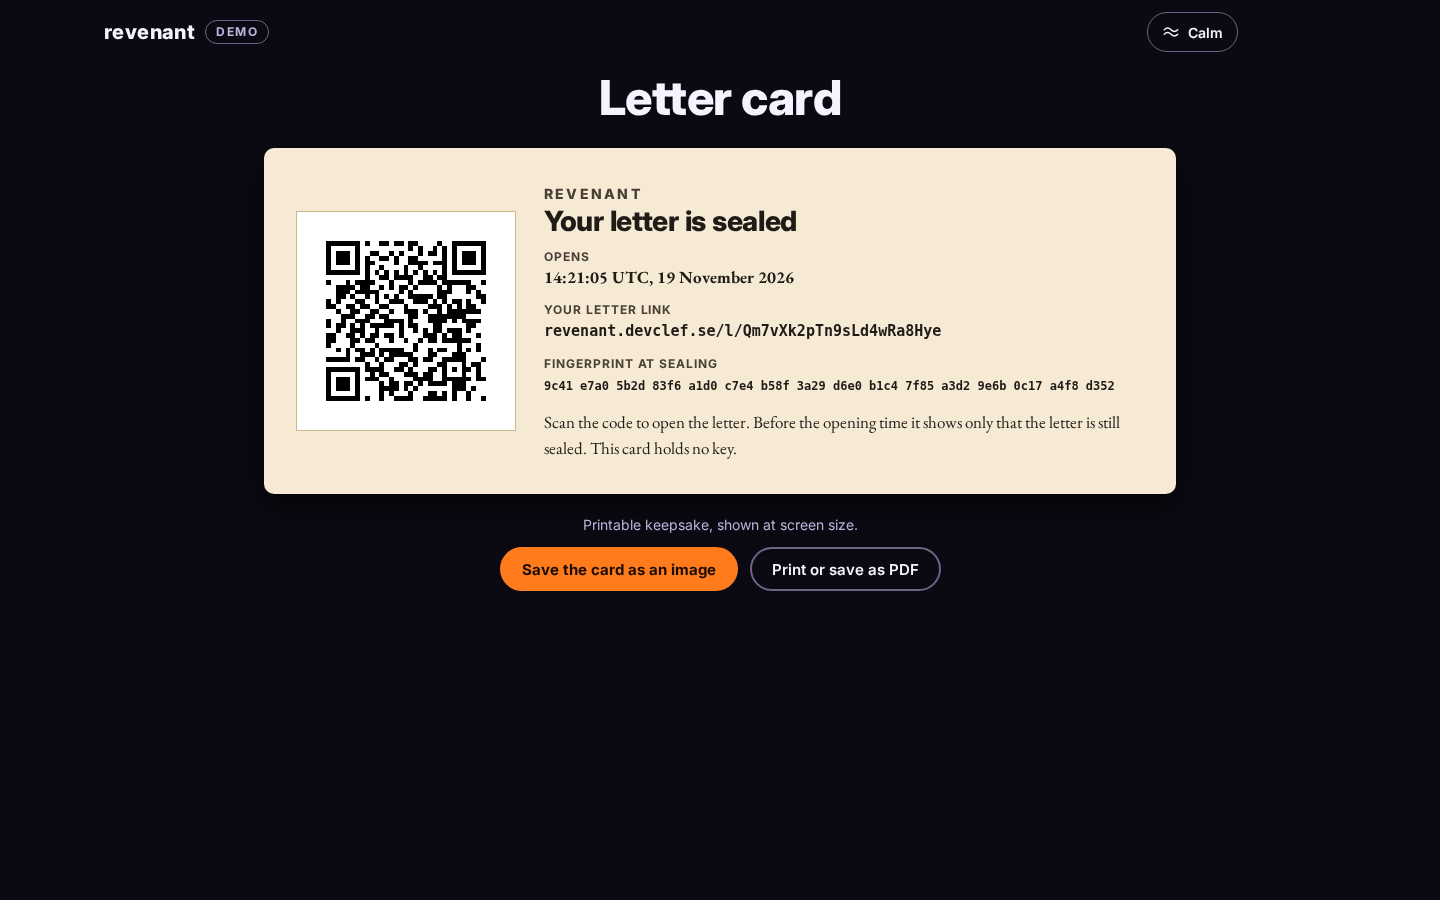 revenant DEMO
Calm
Letter card
REVENANT
Your letter is sealed
OPENS
14:21:05 UTC, 19 November 2026
YOUR LETTER LINK
revenant.devclef.se/l/Qm7vXk2pTn9sLd4wRa8Hye
FINGERPRINT AT SEALING
9c41 e7a0 5b2d 83f6 a1d0 c7e4 b58f 3a29 d6e0 b1c4 7f85 a3d2 9e6b 0c17 a4f8 d352
Scan the code to open the letter. Before the opening time it shows only that the letter is still
sealed. This card holds no key.
Printable keepsake, shown at screen size.
Save the card as an image
Print or save as PDF